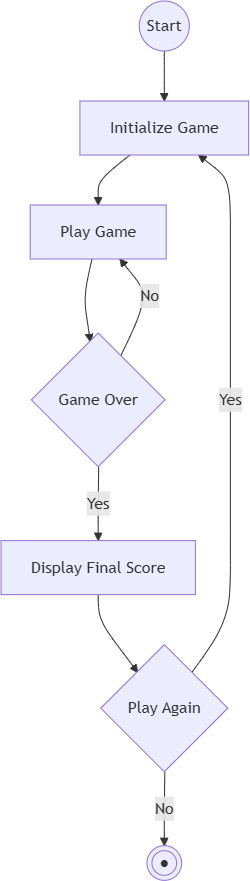 Start
Initialize Game
Play Game
No
Game Over
Yes
Yes
Display Final Score
Play Again
No